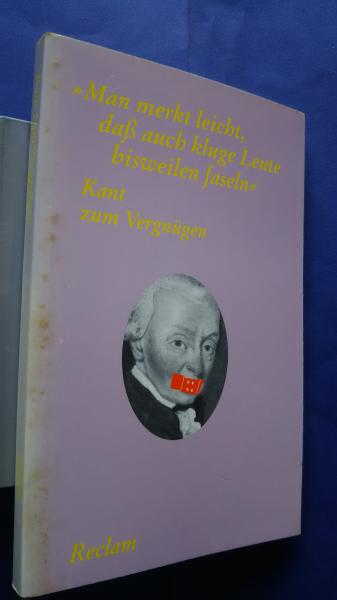 »Man merkt leicht,
daß auch kluge Leute
bisweilen faseln«
Kant
zum Vergnügen
Reclam